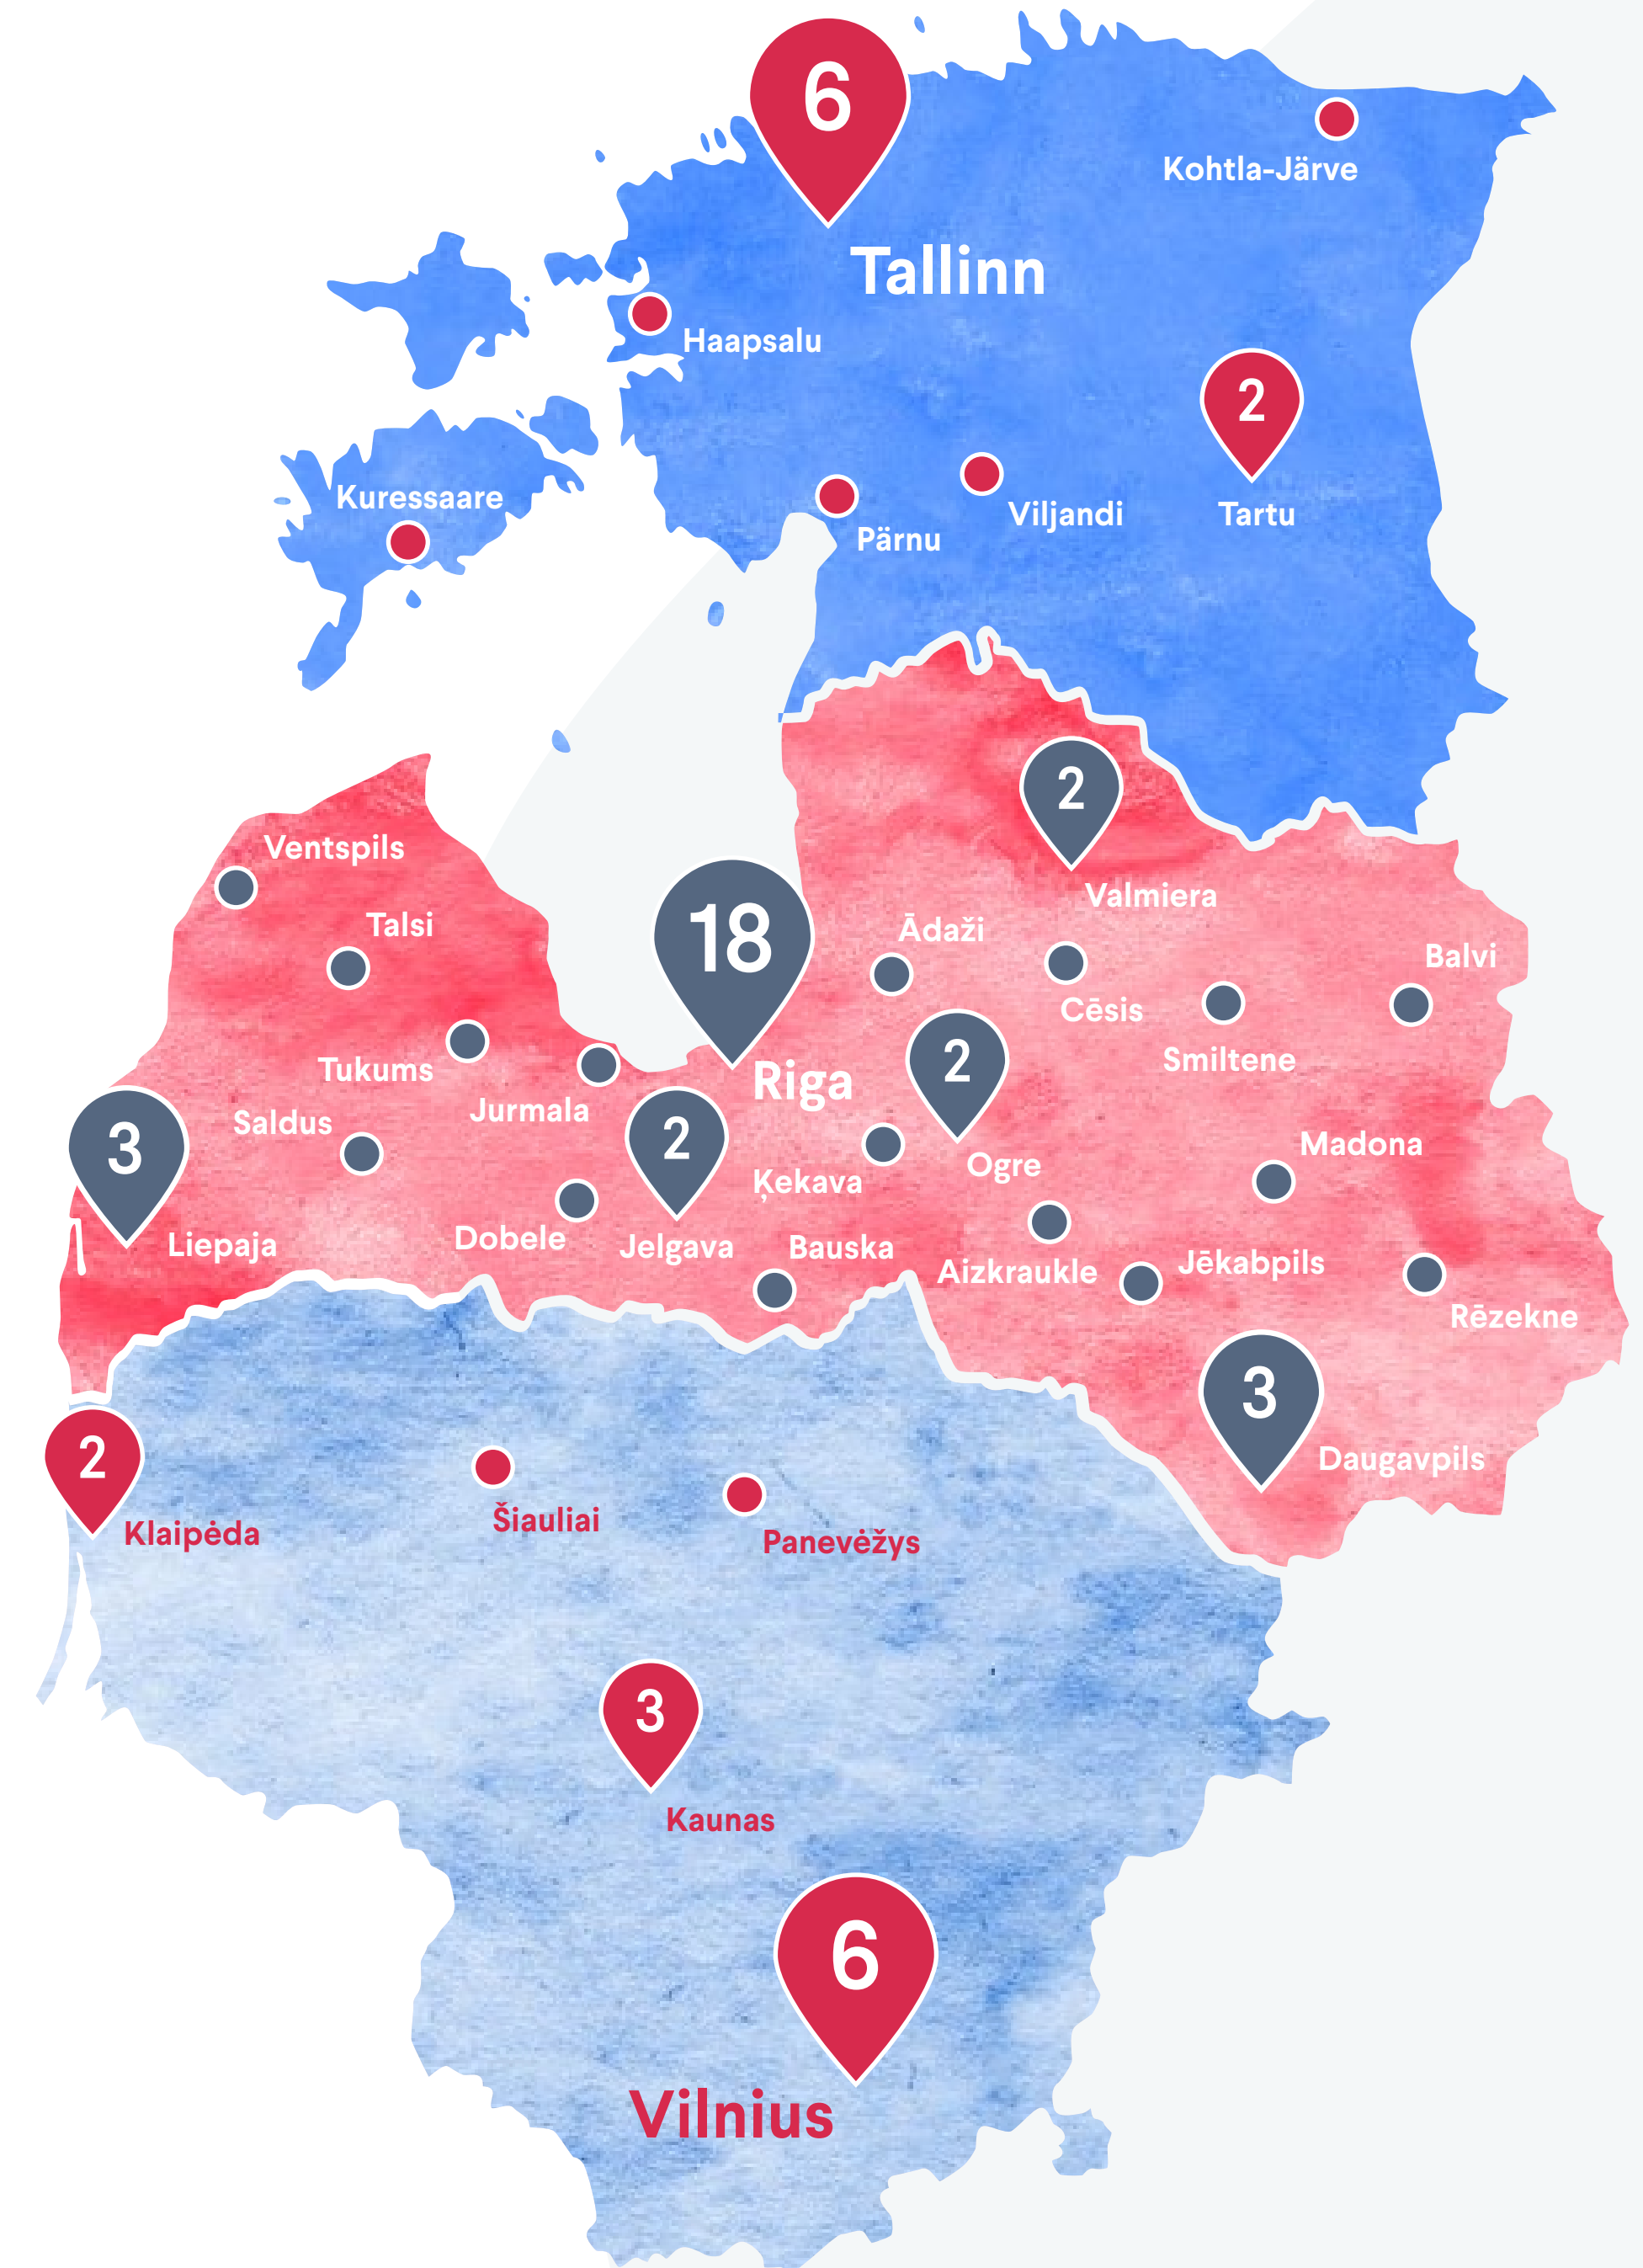 6
Kohtla-Järve
Tallinn
Haapsalu
2
Kuressaare
Viljandi
Tartu
Pärnu
2
Ventspils
Valmiera
18
Talsi
Ādaži
Balvi
Cēsis
2
Smiltene
Tukums
Riga
Jurmala
Saldus
3
2
Madona
Ogre
Ķekava
Liepaja
Dobele
Jelgava
Bauska
Aizkraukle
Jēkabpils
Rēzekne
3
Daugavpils
2
Klaipėda
Šiauliai
Panevėžys
3
Kaunas
6
Vilnius